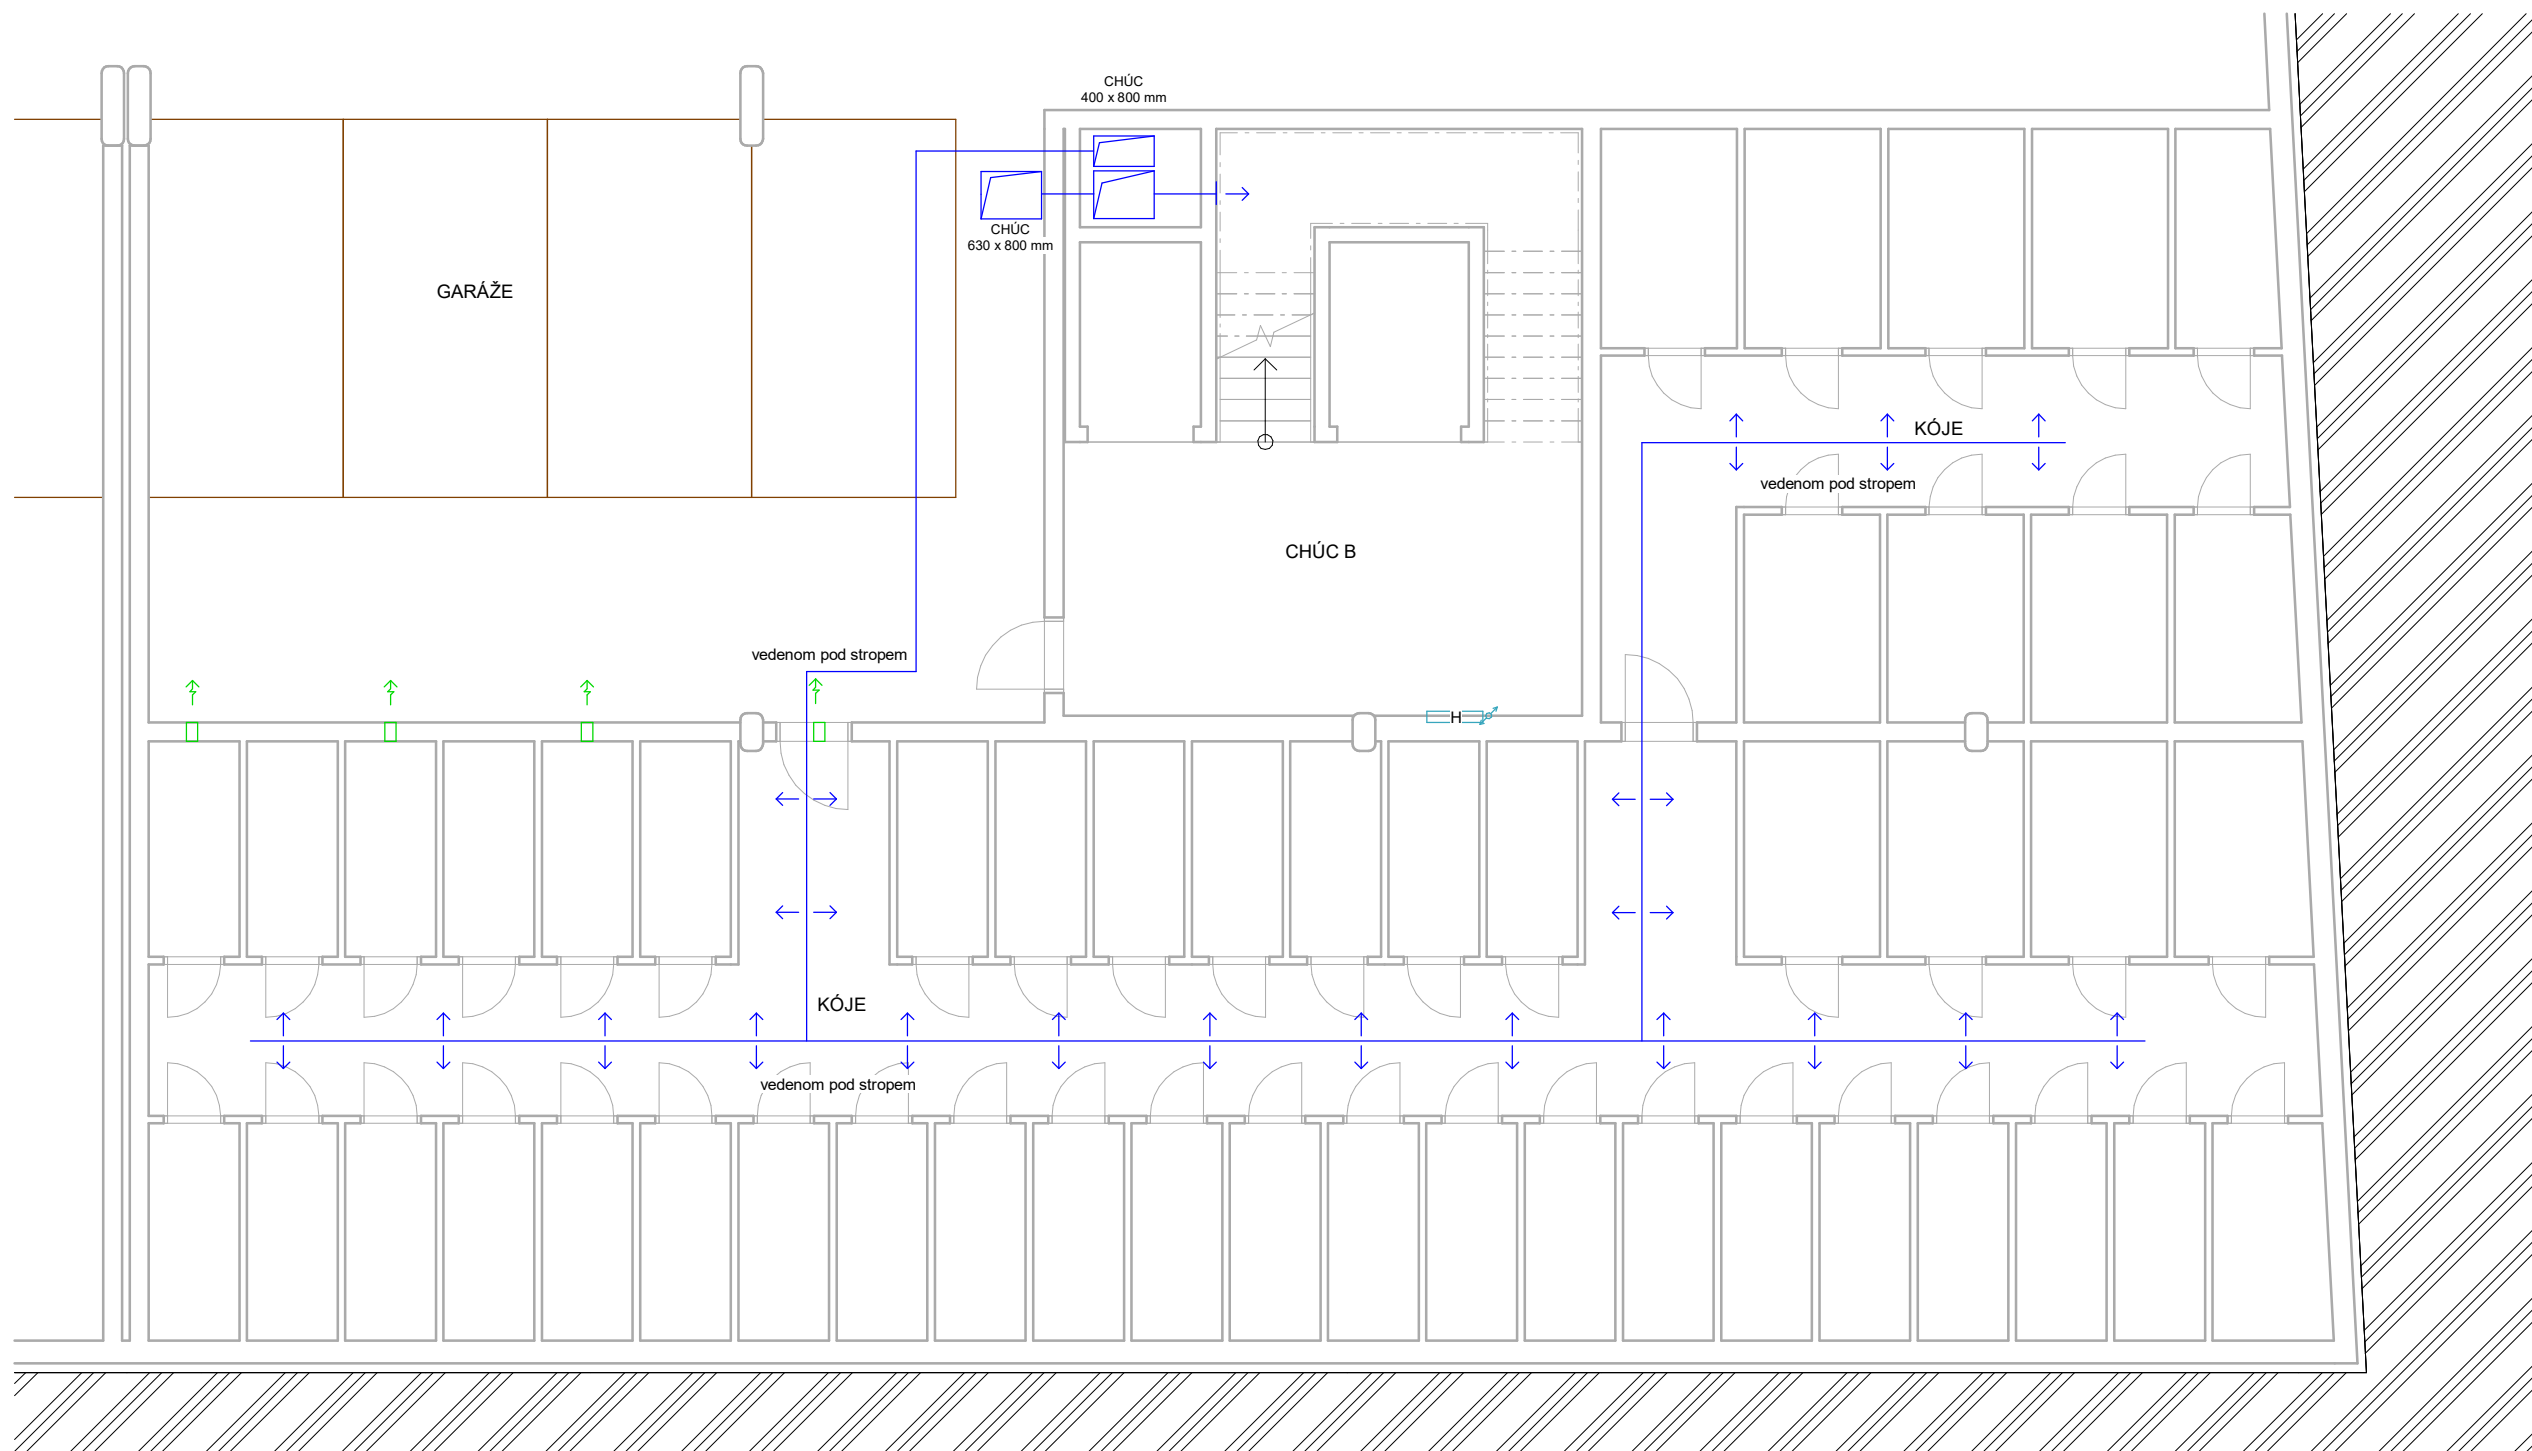 CHÚC
400 x 800 mm
CHÚC
630 x 800 mm
GARÁŽE
KÓJE
vedenom pod stropem
CHÚC B
vedenom pod stropem
H
KÓJE
vedenom pod stropem